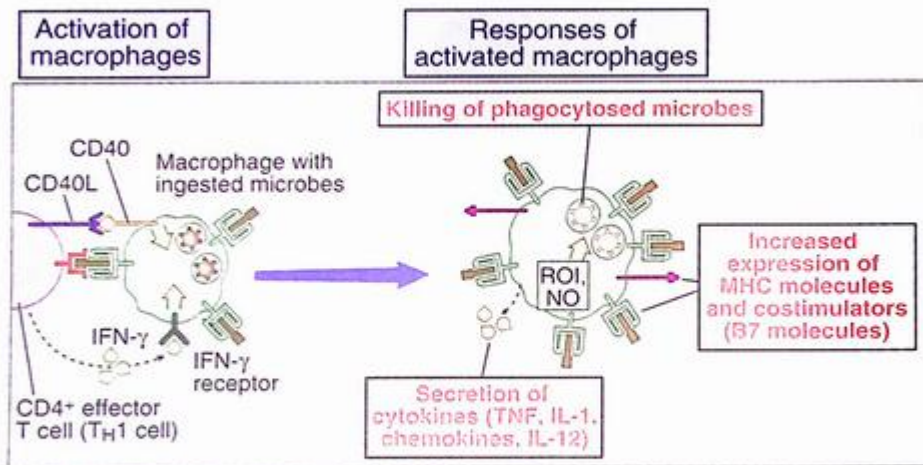 Activation of
macrophages
Responses of
activated macrophages
Killing of phagocytosed microbes
CD40
CD40L
Macrophage with
ingested microbes
IFN-γ
IFN-γ
receptor
CD4+ effector
T cell (TH1 cell)
ROI,
NO
Increased
expression of
MHC molecules
and costimulators
(B7 molecules)
Secretion of
cytokines (TNF, IL-1,
chemokines, IL-12)